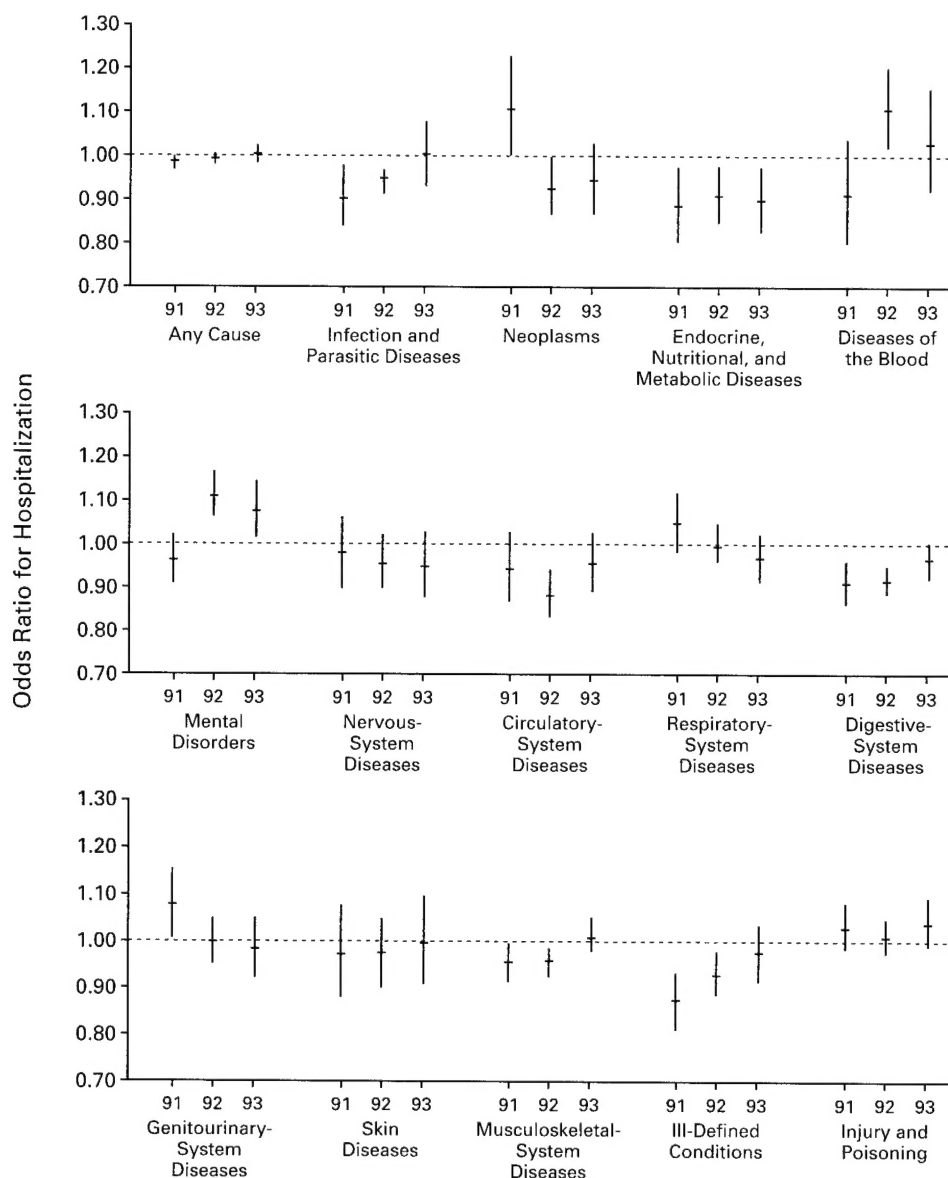 Odds Ratio for Hospitalization
1.30
1.20
1.10
1.00
0.90
0.80
0.70
91 92 93 91 92 93 91 92 93 91 92 93 91 92 93
Any Cause
Infection and
Parasitic Diseases
Neoplasms
Endocrine,
Nutritional, and
Metabolic Diseases
Diseases of
the Blood
1.30
1.20
1.10
1.00
0.90
0.80
0.70
91 92 93 91 92 93 91 92 93 91 92 93 91 92 93
Mental
Disorders
Nervous-
System
Diseases
Circulatory-
System
Diseases
Respiratory-
System
Diseases
Digestive-
System
Diseases
1.30
1.20
1.10
1.00
0.90
0.80
0.70
91 92 93 91 92 93 91 92 93 91 92 93 91 92 93
Genitourinary-
System
Diseases
Skin
Diseases
Musculoskeletal-
System
Diseases
Ill-Defined
Conditions
Injury and
Poisoning